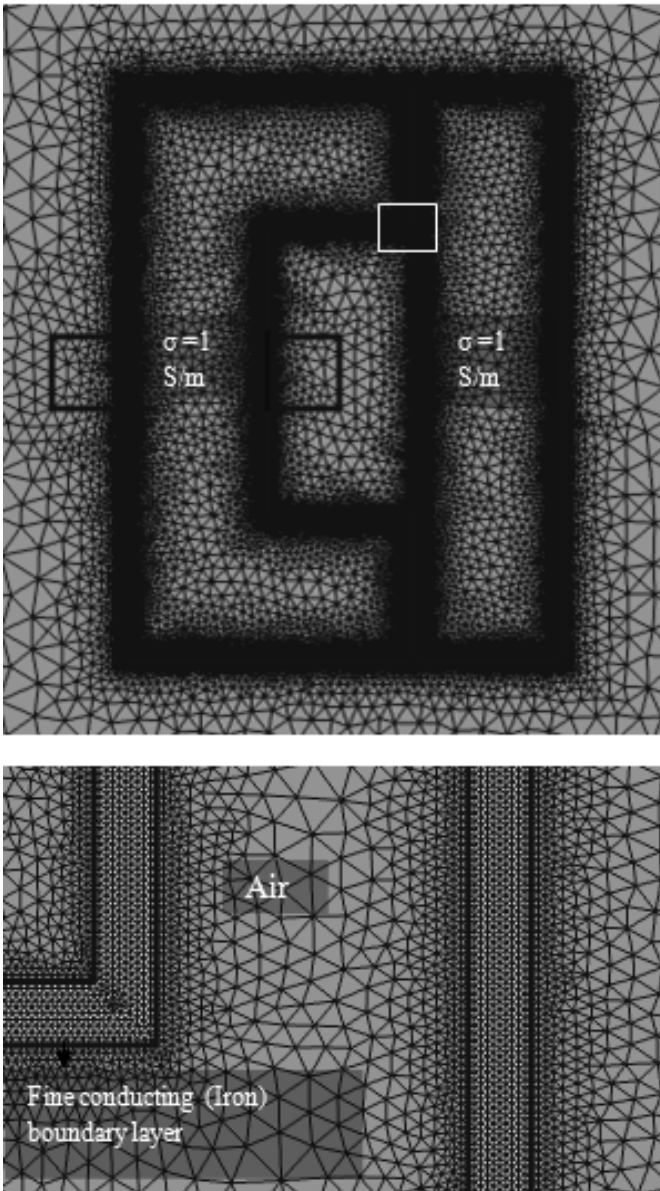 σ =1
S/m
σ =1
S/m
Air
Fine conducting (Iron)
boundary layer